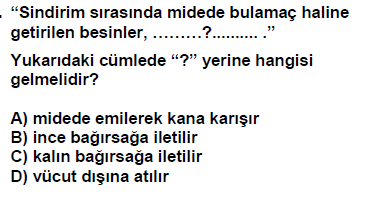 . “Sindirim sırasında midede bulamaç haline
getirilen besinler, ………?.......... .”
Yukarıdaki cümlede “?” yerine hangisi
gelmelidir?
A) midede emilerek kana karışır
B) ince bağırsağa iletilir
C) kalın bağırsağa iletilir
D) vücut dışına atılır